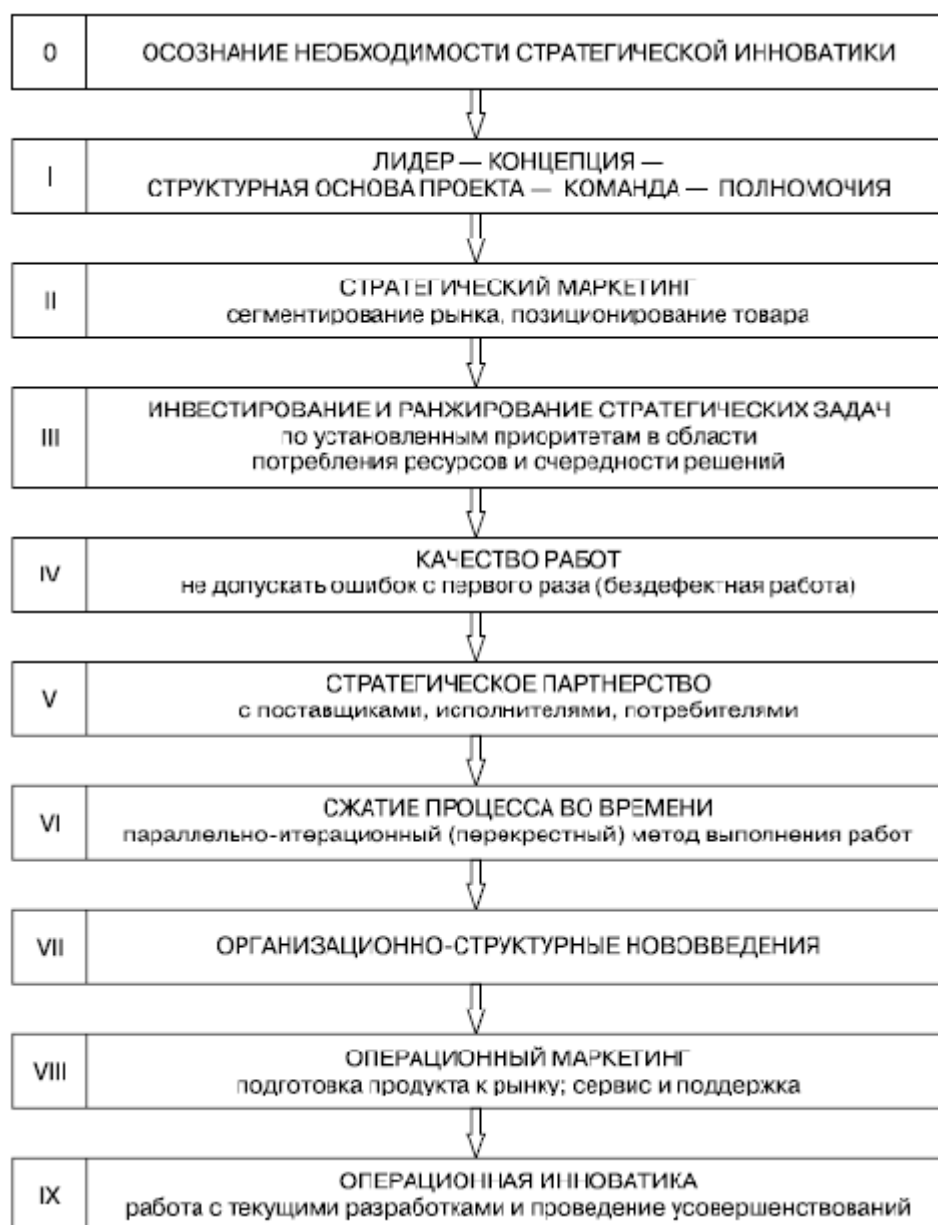 0 ОСОЗНАНИЕ НЕОБХОДИМОСТИ СТРАТЕГИЧЕСКОЙ ИННОВАТИКИ
I ЛИДЕР — КОНЦЕПЦИЯ —
СТРУКТУРНАЯ ОСНОВА ПРОЕКТА — КОМАНДА — ПОЛНОМОЧИЯ
II СТРАТЕГИЧЕСКИЙ МАРКЕТИНГ
сегментирование рынка, позиционирование товара
III ИНВЕСТИРОВАНИЕ И РАНЖИРОВАНИЕ СТРАТЕГИЧЕСКИХ ЗАДАЧ
по установленным приоритетам в области
потребления ресурсов и очередности решений
IV КАЧЕСТВО РАБОТ
не допускать ошибок с первого раза (бездефектная работа)
V СТРАТЕГИЧЕСКОЕ ПАРТНЕРСТВО
с поставщиками, исполнителями, потребителями
VI СЖАТИЕ ПРОЦЕССА ВО ВРЕМЕНИ
параллельно-итерационный (перекрестный) метод выполнения работ
VII ОРГАНИЗАЦИОННО-СТРУКТУРНЫЕ НОВОВВЕДЕНИЯ
VIII ОПЕРАЦИОННЫЙ МАРКЕТИНГ
подготовка продукта к рынку; сервис и поддержка
IX ОПЕРАЦИОННАЯ ИННОВАТИКА
работа с текущими разработками и проведение усовершенствований